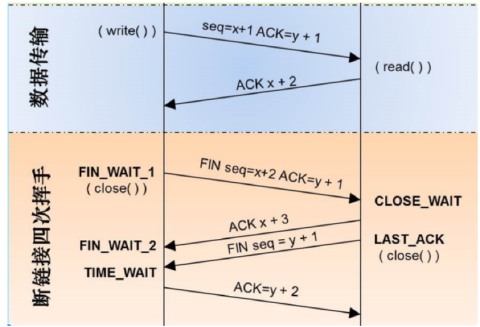 数据传输
( write( ) )
seq=x+1 ACK=y + 1
( read( ) )
ACK x + 2
断链接四次挥手
FIN_WAIT_1
( close( ) )
FIN seq=x+2 ACK=y + 1
CLOSE_WAIT
ACK x + 3
FIN_WAIT_2
FIN seq = y + 1
LAST_ACK
( close( ) )
TIME_WAIT
ACK=y + 2